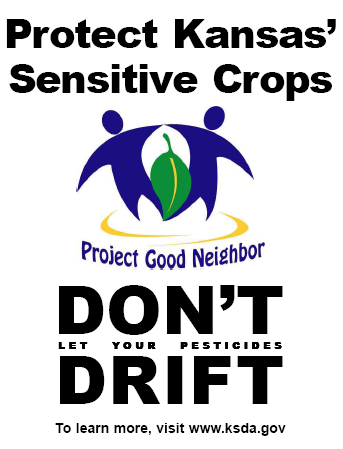 Protect Kansas’
Sensitive Crops
Project Good Neighbor
DON’T
LET YOUR PESTICIDES
DRIFT
To learn more, visit www.ksda.gov